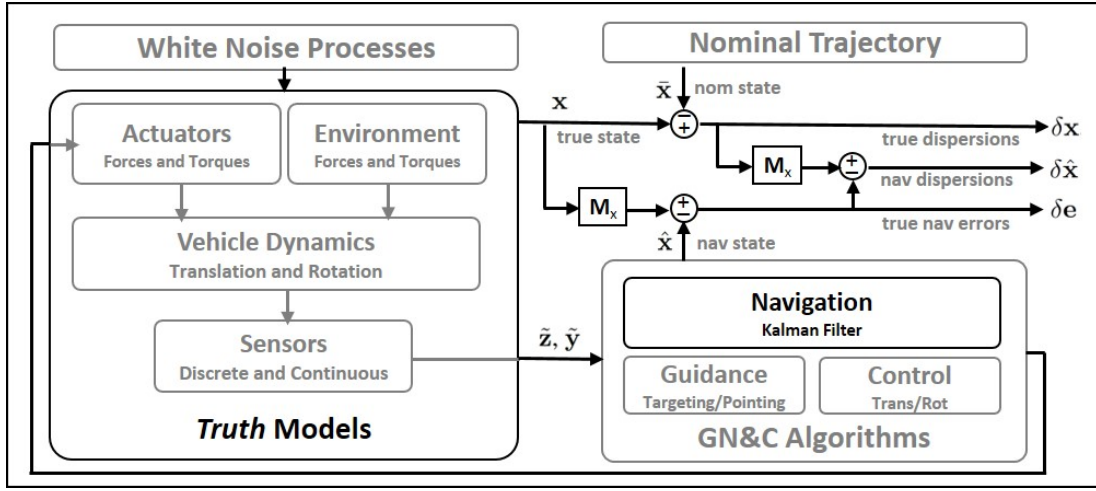 White Noise Processes
Nominal Trajectory
x̄
nom state
x
true state
−
+
δx
true dispersions
Actuators
Forces and Torques
Environment
Forces and Torques
Mₓ
+
−
δx̂
nav dispersions
Mₓ
+
−
δe
true nav errors
x̂
nav state
Vehicle Dynamics
Translation and Rotation
Navigation
Kalman Filter
Sensors
Discrete and Continuous
z̃, ỹ
Guidance
Targeting/Pointing
Control
Trans/Rot
Truth Models
GN&C Algorithms